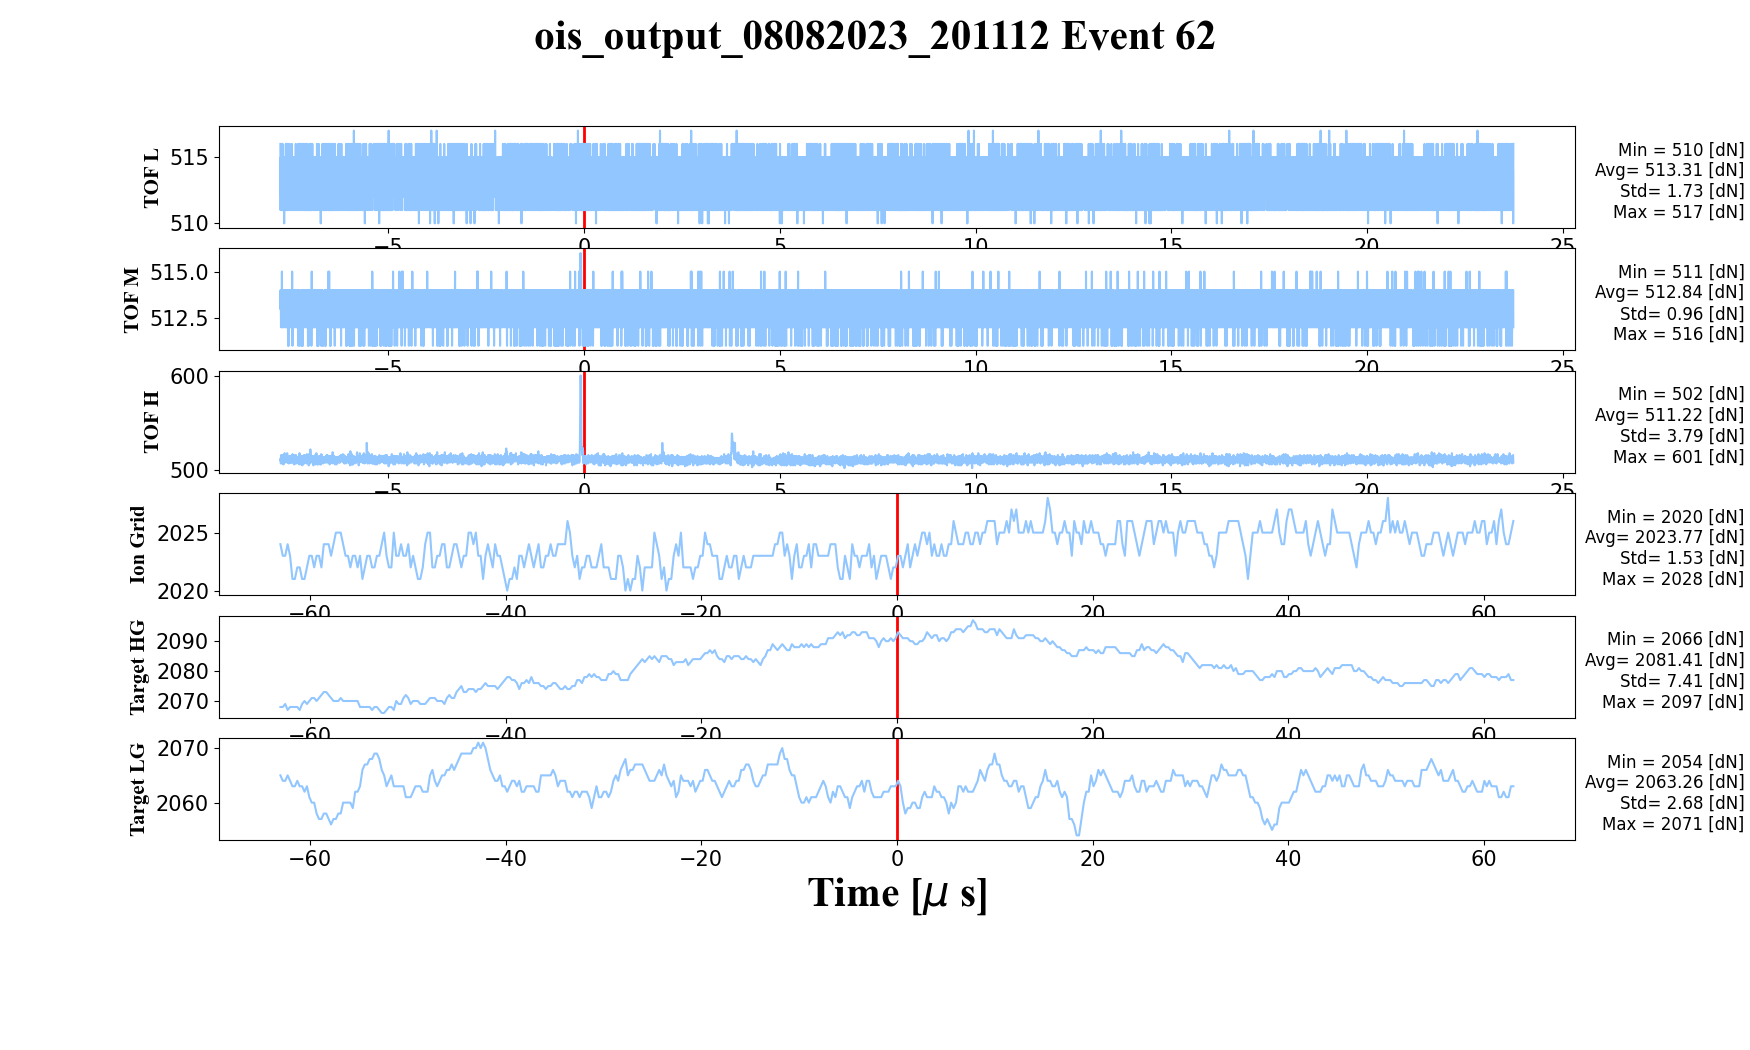 ois_output_08082023_201112 Event 62
TOF L
515
510
Min = 510 [dN]
Avg= 513.31 [dN]
Std= 1.73 [dN]
Max = 517 [dN]
−5 0 5 10 15 20 25
TOF M
515.0
512.5
Min = 511 [dN]
Avg= 512.84 [dN]
Std= 0.96 [dN]
Max = 516 [dN]
−5 0 5 10 15 20 25
TOF H
600
500
Min = 502 [dN]
Avg= 511.22 [dN]
Std= 3.79 [dN]
Max = 601 [dN]
−5 0 5 10 15 20 25
Ion Grid
2025
2020
Min = 2020 [dN]
Avg= 2023.77 [dN]
Std= 1.53 [dN]
Max = 2028 [dN]
−60 −40 −20 0 20 40 60
Target HG
2090
2080
2070
Min = 2066 [dN]
Avg= 2081.41 [dN]
Std= 7.41 [dN]
Max = 2097 [dN]
−60 −40 −20 0 20 40 60
Target LG
2070
2060
Min = 2054 [dN]
Avg= 2063.26 [dN]
Std= 2.68 [dN]
Max = 2071 [dN]
−60 −40 −20 0 20 40 60
Time [μ s]